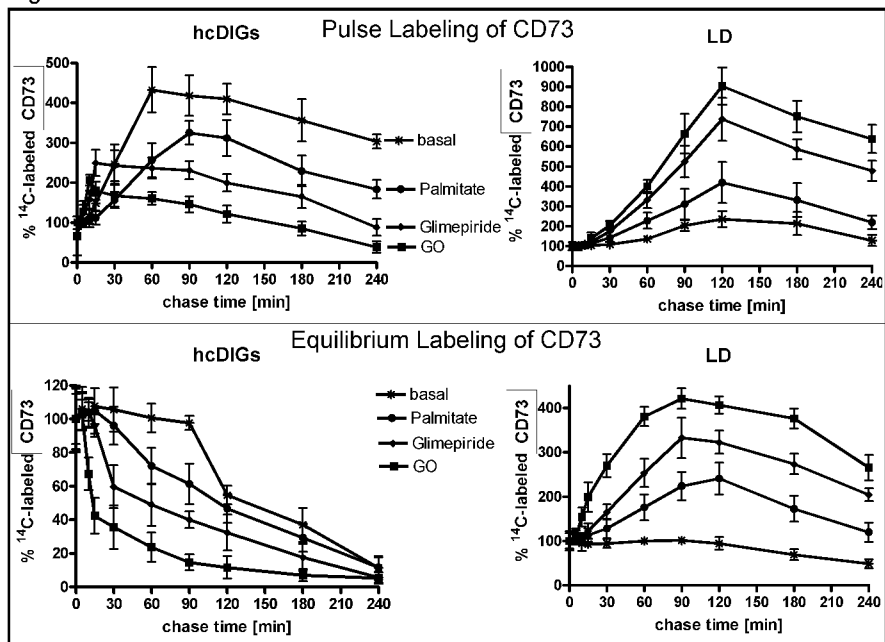 Pulse Labeling of CD73
hcDIGs
LD
% ¹⁴C-labeled CD73
500
400
300
200
100
0
0 30 60 90 120 180 240
chase time [min]
basal
Palmitate
Glimepiride
GO
% ¹⁴C-labeled CD73
1000
900
800
700
600
500
400
300
200
100
0
0 30 60 90 120 150 180 210 240
chase time [min]
Equilibrium Labeling of CD73
hcDIGs
LD
% ¹⁴C-labeled CD73
120
100
80
60
40
20
0
0 30 60 90 120 150 180 210 240
chase time [min]
basal
Palmitate
Glimepiride
GO
% ¹⁴C-labeled CD73
400
300
200
100
0
0 30 60 90 120 150 180 210 240
chase time [min]